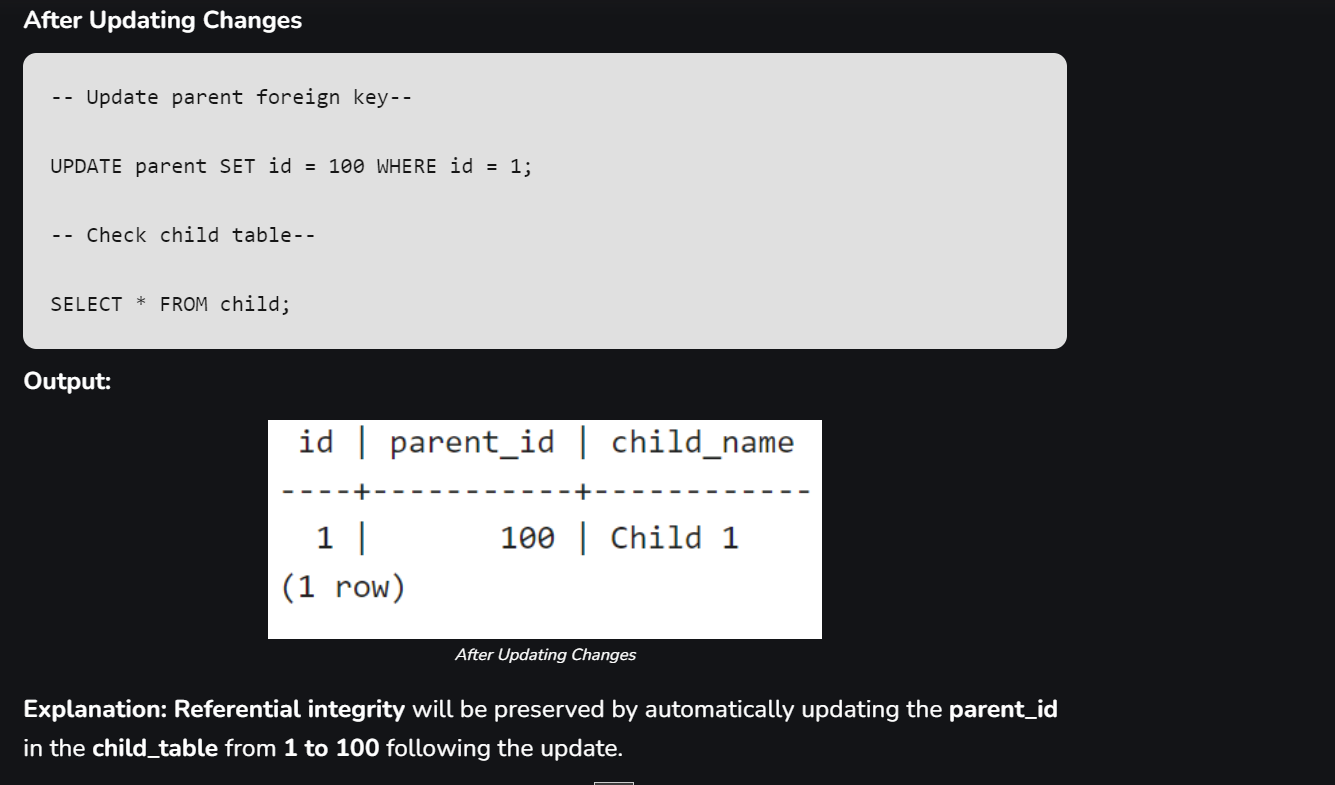 After Updating Changes
-- Update parent foreign key--
UPDATE parent SET id = 100 WHERE id = 1;
-- Check child table--
SELECT * FROM child;
Output:
id | parent_id | child_name
----+-----------+------------
1 | 100 | Child 1
(1 row)
After Updating Changes
Explanation: Referential integrity will be preserved by automatically updating the parent_id
in the child_table from 1 to 100 following the update.